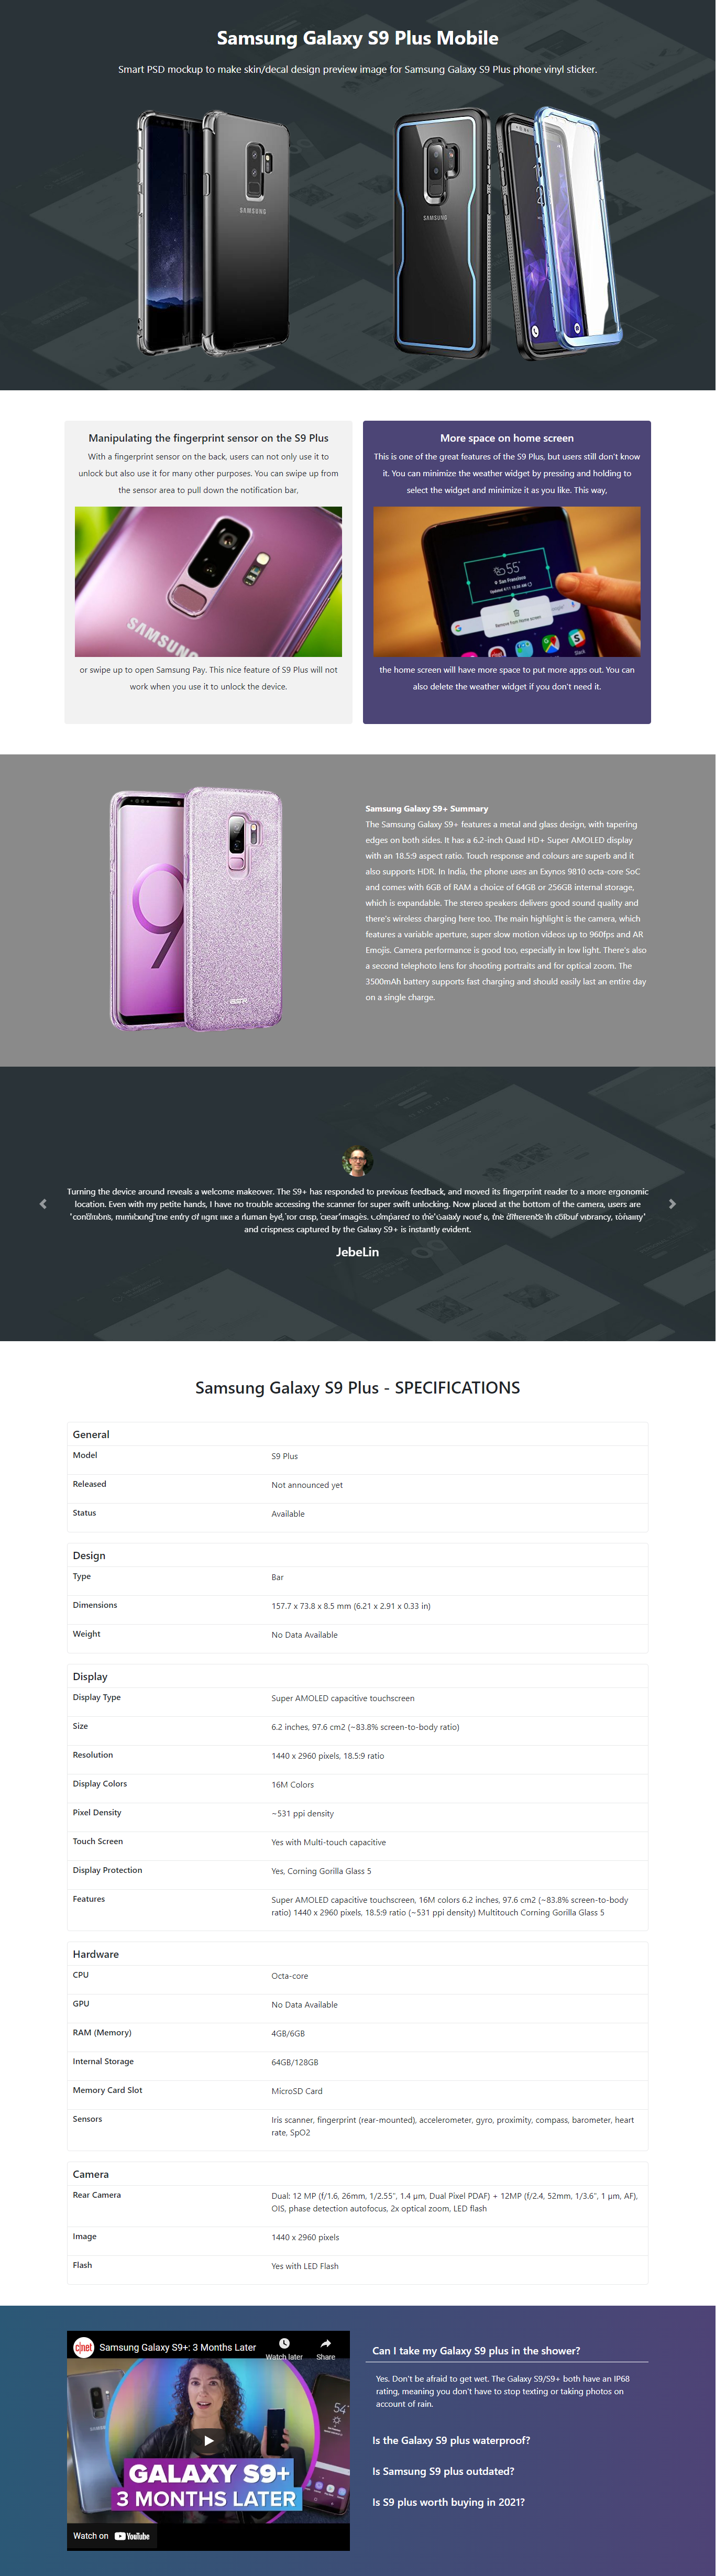 Samsung Galaxy S9 Plus Mobile
Smart PSD mockup to make skin/decal design preview image for Samsung Galaxy S9 Plus phone vinyl sticker.
SAMSUNG
SAMSUNG
Manipulating the fingerprint sensor on the S9 Plus
With a fingerprint sensor on the back, users can not only use it to
unlock but also use it for many other purposes. You can swipe up from
the sensor area to pull down the notification bar,
SAMSUNG
or swipe up to open Samsung Pay. This nice feature of S9 Plus will not
work when you use it to unlock the device.
More space on home screen
This is one of the great features of the S9 Plus, but users still don't know
it. You can minimize the weather widget by pressing and holding to
select the widget and minimize it as you like. This way,
55°
San Francisco
Remove from Home screen
the home screen will have more space to put more apps out. You can
also delete the weather widget if you don't need it.
9
Samsung Galaxy S9+ Summary
The Samsung Galaxy S9+ features a metal and glass design, with tapering
edges on both sides. It has a 6.2-inch Quad HD+ Super AMOLED display
with an 18.5:9 aspect ratio. Touch response and colours are superb and it
also supports HDR. In India, the phone uses an Exynos 9810 octa-core SoC
and comes with 6GB of RAM a choice of 64GB or 256GB internal storage,
which is expandable. The stereo speakers delivers good sound quality and
there's wireless charging here too. The main highlight is the camera, which
features a variable aperture, super slow motion videos up to 960fps and AR
Emojis. Camera performance is good too, especially in low light. There's also
a second telephoto lens for shooting portraits and for optical zoom. The
3500mAh battery supports fast charging and should easily last an entire day
on a single charge.
Turning the device around reveals a welcome makeover. The S9+ has responded to previous feedback, and moved its fingerprint reader to a more ergonomic
location. Even with my petite hands, I have no trouble accessing the scanner for super swift unlocking. Now placed at the bottom of the camera, users are
and crispness captured by the Galaxy S9+ is instantly evident.
JebeLin
Samsung Galaxy S9 Plus - SPECIFICATIONS
General
Model S9 Plus
Released Not announced yet
Status Available
Design
Type Bar
Dimensions 157.7 x 73.8 x 8.5 mm (6.21 x 2.91 x 0.33 in)
Weight No Data Available
Display
Display Type Super AMOLED capacitive touchscreen
Size 6.2 inches, 97.6 cm2 (~83.8% screen-to-body ratio)
Resolution 1440 x 2960 pixels, 18.5:9 ratio
Display Colors 16M Colors
Pixel Density ~531 ppi density
Touch Screen Yes with Multi-touch capacitive
Display Protection Yes, Corning Gorilla Glass 5
Features Super AMOLED capacitive touchscreen, 16M colors 6.2 inches, 97.6 cm2 (~83.8% screen-to-body
ratio) 1440 x 2960 pixels, 18.5:9 ratio (~531 ppi density) Multitouch Corning Gorilla Glass 5
Hardware
CPU Octa-core
GPU No Data Available
RAM (Memory) 4GB/6GB
Internal Storage 64GB/128GB
Memory Card Slot MicroSD Card
Sensors Iris scanner, fingerprint (rear-mounted), accelerometer, gyro, proximity, compass, barometer, heart
rate, SpO2
Camera
Rear Camera Dual: 12 MP (f/1.6, 26mm, 1/2.55", 1.4 µm, Dual Pixel PDAF) + 12MP (f/2.4, 52mm, 1/3.6", 1 µm, AF),
OIS, phase detection autofocus, 2x optical zoom, LED flash
Image 1440 x 2960 pixels
Flash Yes with LED Flash
c|net Samsung Galaxy S9+: 3 Months Later
Watch later Share
54°
GALAXY S9+
3 MONTHS LATER
Watch on YouTube
Can I take my Galaxy S9 plus in the shower?
Yes. Don't be afraid to get wet. The Galaxy S9/S9+ both have an IP68
rating, meaning you don't have to stop texting or taking photos on
account of rain.
Is the Galaxy S9 plus waterproof?
Is Samsung S9 plus outdated?
Is S9 plus worth buying in 2021?